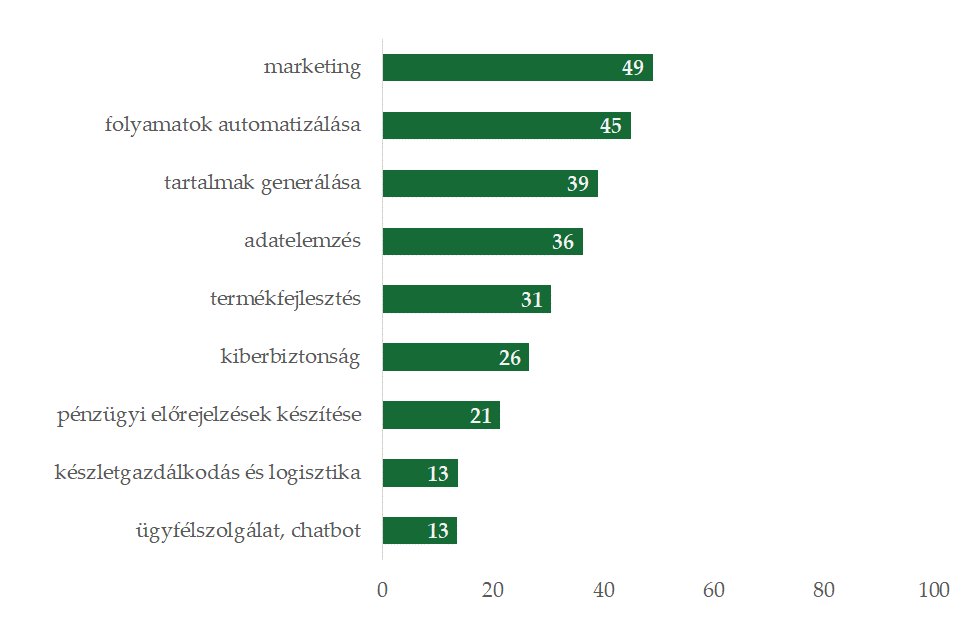 marketing 49
folyamatok automatizálása 45
tartalmak generálása 39
adatelemzés 36
termékfejlesztés 31
kiberbiztonság 26
pénzügyi előrejelzések készítése 21
készletgazdálkodás és logisztika 13
ügyfélszolgálat, chatbot 13
0 20 40 60 80 100